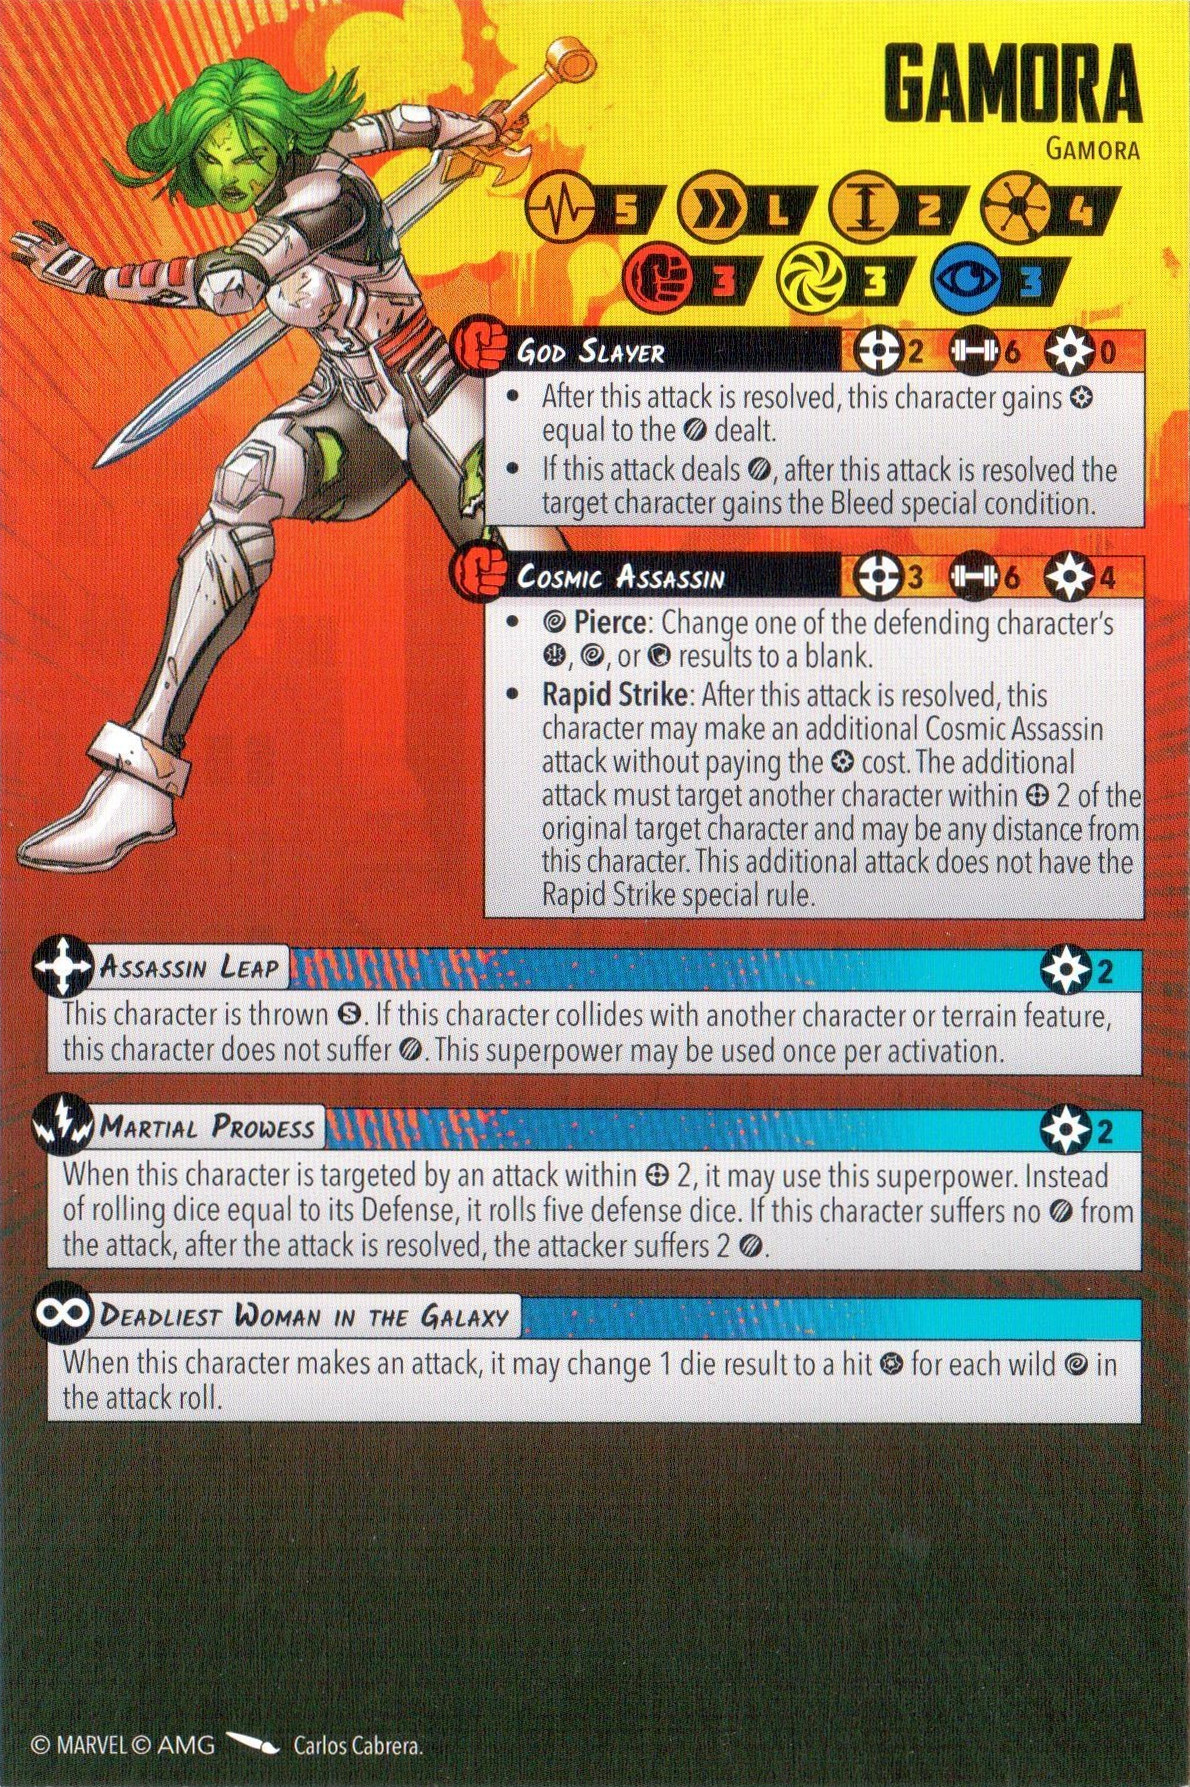 GAMORA
GAMORA
5 L 2 4
3 3 3
GOD SLAYER 2 6 0
• After this attack is resolved, this character gains
equal to the dealt.
• If this attack deals , after this attack is resolved the
target character gains the Bleed special condition.
COSMIC ASSASSIN 3 6 4
• Pierce: Change one of the defending character's
, , or results to a blank.
• Rapid Strike: After this attack is resolved, this
character may make an additional Cosmic Assassin
attack without paying the cost. The additional
attack must target another character within 2 of the
original target character and may be any distance from
this character. This additional attack does not have the
Rapid Strike special rule.
ASSASSIN LEAP 2
This character is thrown S. If this character collides with another character or terrain feature,
this character does not suffer . This superpower may be used once per activation.
MARTIAL PROWESS 2
When this character is targeted by an attack within 2, it may use this superpower. Instead
of rolling dice equal to its Defense, it rolls five defense dice. If this character suffers no from
the attack, after the attack is resolved, the attacker suffers 2 .
DEADLIEST WOMAN IN THE GALAXY
When this character makes an attack, it may change 1 die result to a hit for each wild in
the attack roll.
© MARVEL © AMG Carlos Cabrera.